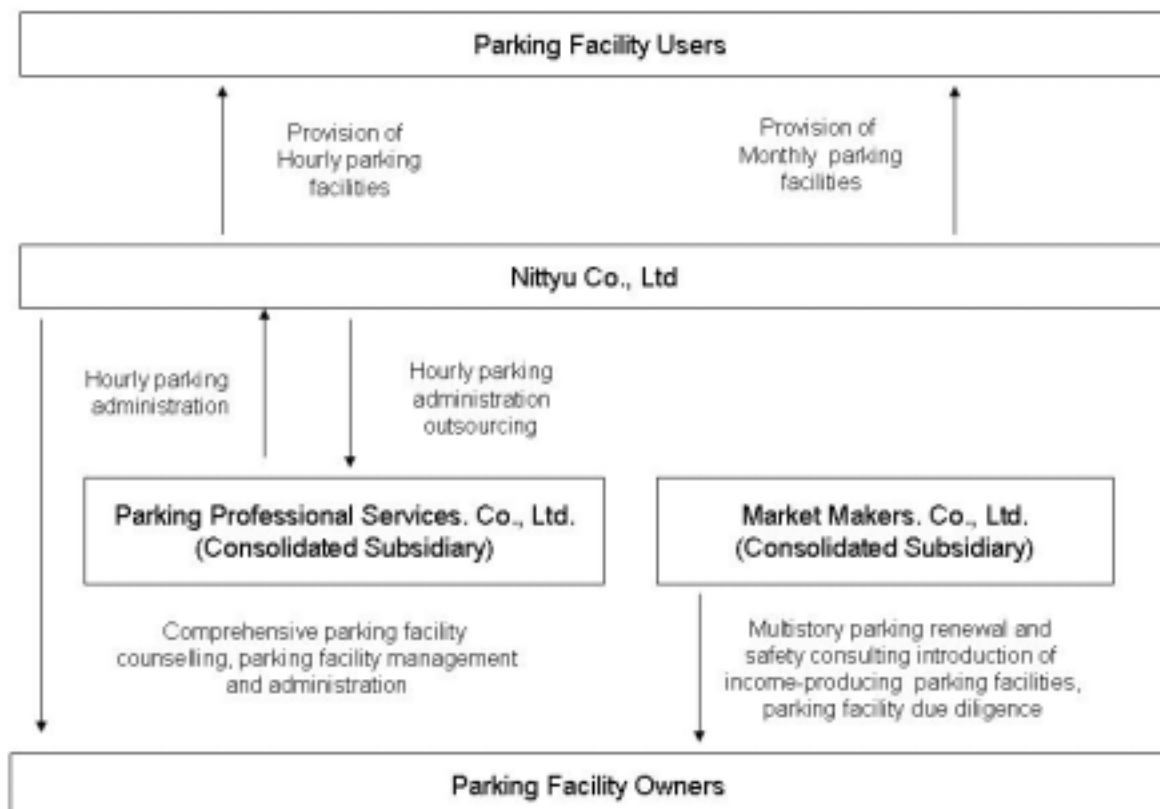 Parking Facility Users
Provision of
Hourly parking
facilities
Provision of
Monthly parking
facilities
Nittyu Co., Ltd
Hourly parking
administration
Hourly parking
administration
outsourcing
Parking Professional Services. Co., Ltd.
(Consolidated Subsidiary)
Market Makers. Co., Ltd.
(Consolidated Subsidiary)
Comprehensive parking facility
counselling, parking facility management
and administration
Multistory parking renewal and
safety consulting introduction of
income-producing parking facilities,
parking facility due diligence
Parking Facility Owners